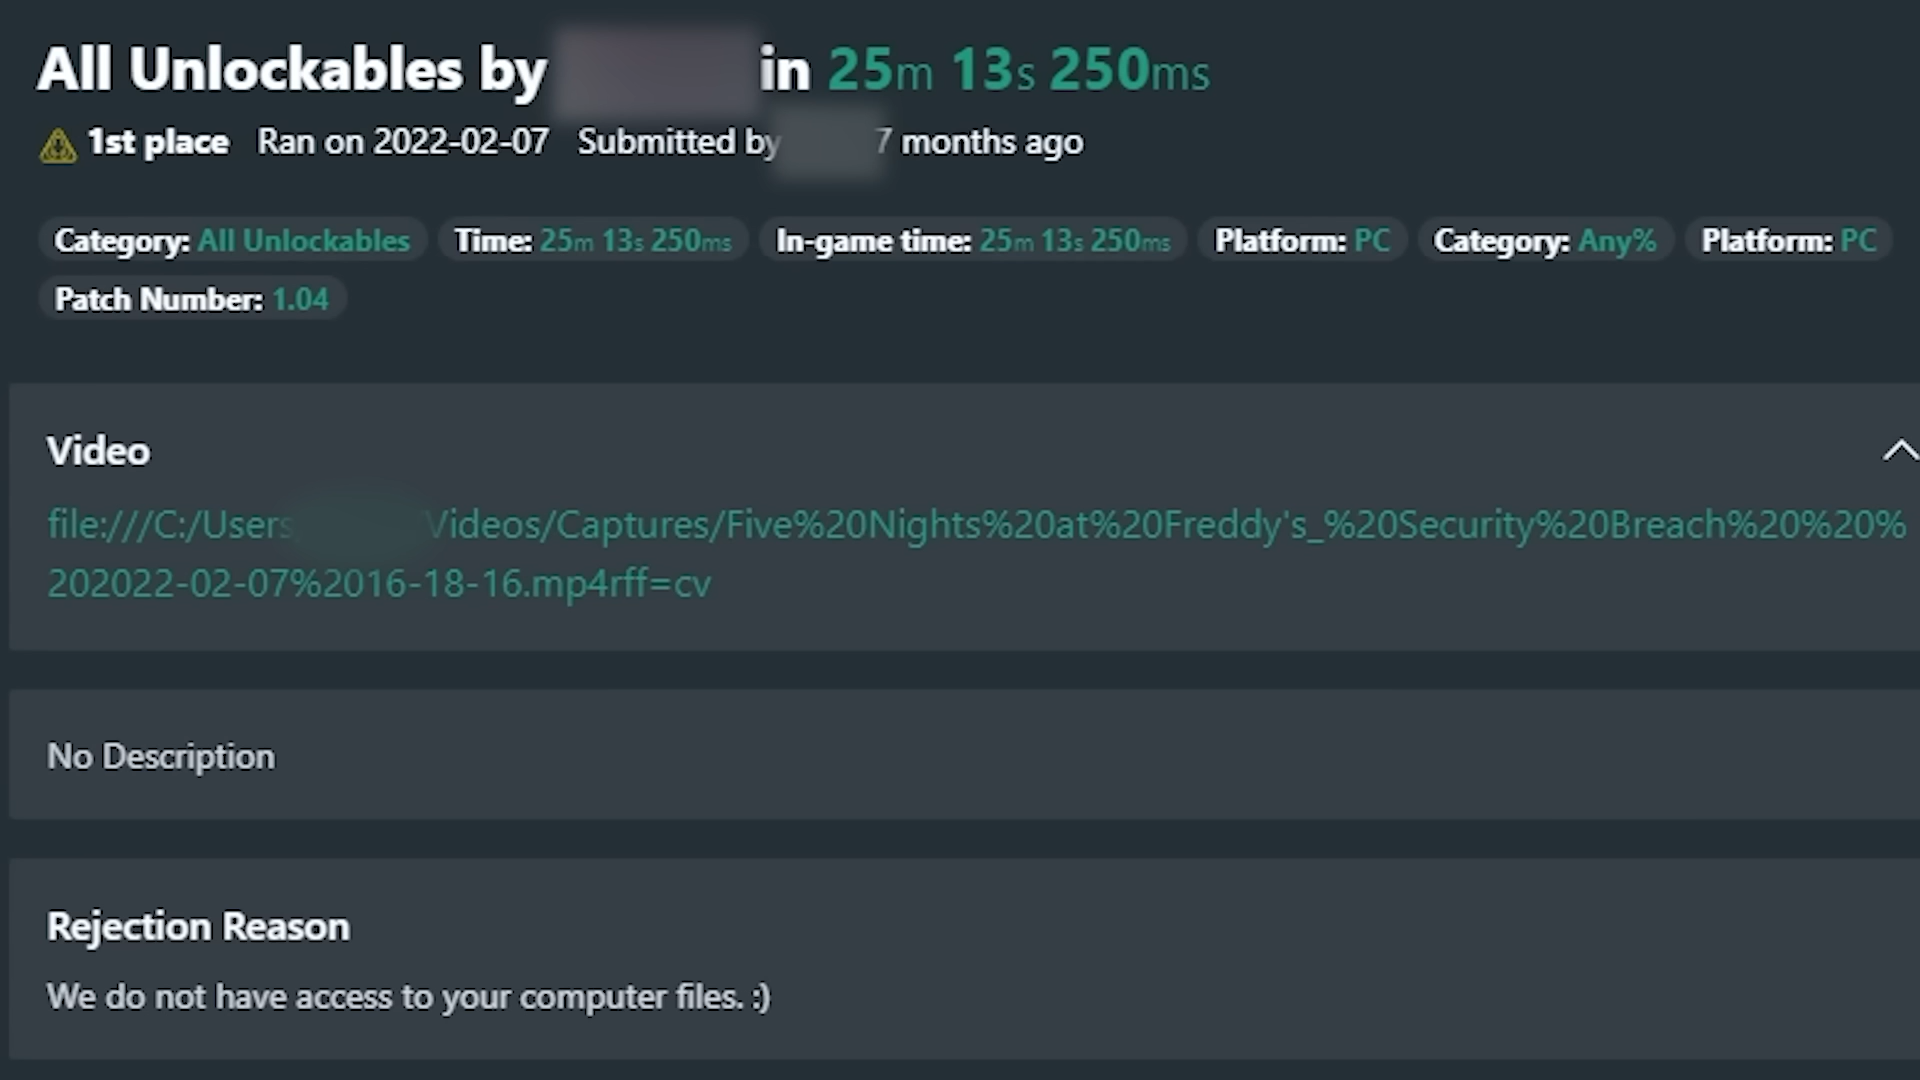 All Unlockables by in 25m 13s 250ms
1st place Ran on 2022-02-07 Submitted by 7 months ago
Category: All Unlockables Time: 25m 13s 250ms In-game time: 25m 13s 250ms Platform: PC Category: Any% Platform: PC
Patch Number: 1.04
Video
file:///C:/Users Videos/Captures/Five%20Nights%20at%20Freddy's_%20Security%20Breach%20%20%
202022-02-07%2016-18-16.mp4rff=cv
No Description
Rejection Reason
We do not have access to your computer files. :)